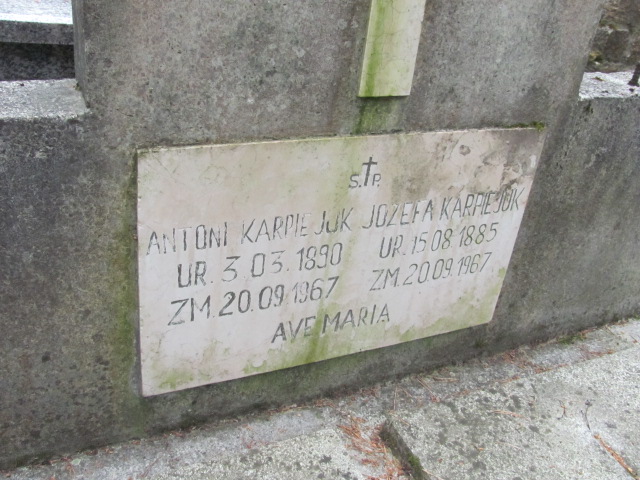 Ś.†P.
ANTONI KARPIEJUK JÓZEFA KARPIEJUK
UR. 3.03.1890 UR. 15.08.1885
ZM. 20.09.1967 ZM. 20.09.1967
AVE MARIA